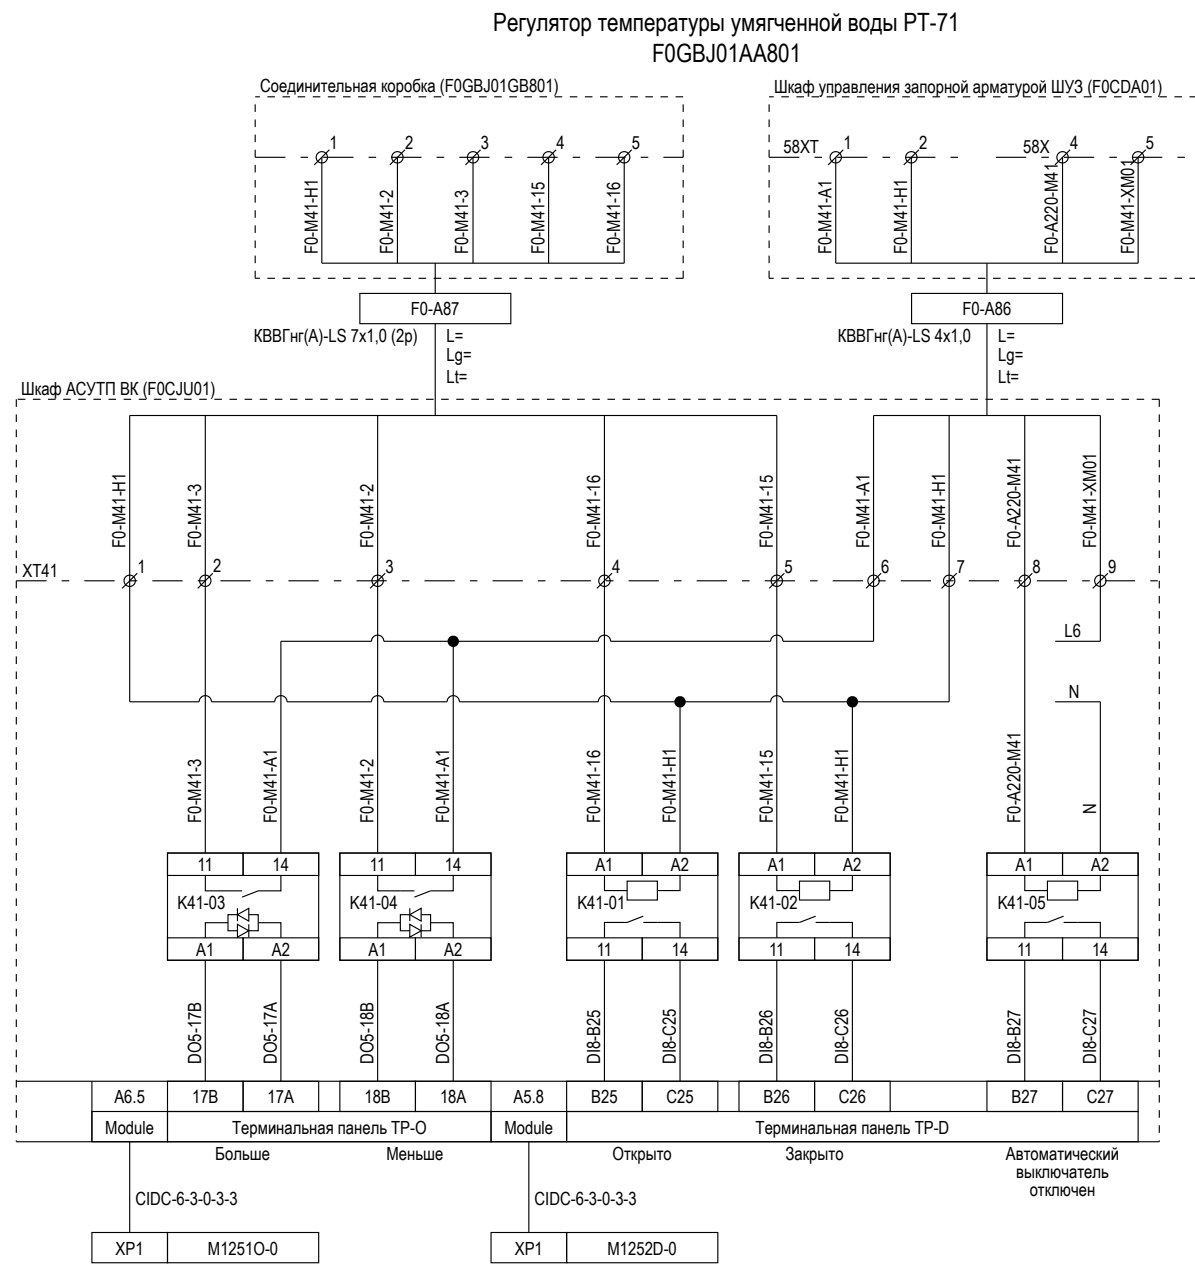 Регулятор температуры умягченной воды РТ-71
F0GBJ01AA801
Соединительная коробка (F0GBJ01GB801)
Шкаф управления запорной арматурой ШУЗ (F0CDA01)
1 2 3 4 5
58XT 1 2 58X 4 5
F0-M41-H1 F0-M41-2 F0-M41-3 F0-M41-15 F0-M41-16
F0-M41-A1 F0-M41-H1 F0-A220-M41 F0-M41-XM01
F0-A87
F0-A86
КВВГнг(А)-LS 7x1,0 (2р)
L=
Lg=
Lt=
КВВГнг(А)-LS 4x1,0
L=
Lg=
Lt=
Шкаф АСУТП ВК (F0CJU01)
F0-M41-H1 F0-M41-3 F0-M41-2 F0-M41-16 F0-M41-15 F0-M41-A1 F0-M41-H1 F0-A220-M41 F0-M41-XM01
XT41 1 2 3 4 5 6 7 8 9
L6
N
F0-M41-3 F0-M41-A1 F0-M41-2 F0-M41-A1 F0-M41-16 F0-M41-H1 F0-M41-15 F0-M41-H1 F0-A220-M41 N
11 14 11 14 A1 A2 A1 A2 A1 A2
K41-03 K41-04 K41-01 K41-02 K41-05
A1 A2 A1 A2 11 14 11 14 11 14
DO5-17B DO5-17A DO5-18B DO5-18A DI8-B25 DI8-C25 DI8-B26 DI8-C26 DI8-B27 DI8-C27
A6.5 17B 17A 18B 18A A5.8 B25 C25 B26 C26 B27 C27
Module Терминальная панель TP-O Module Терминальная панель TP-D
Больше Меньше Открыто Закрыто Автоматический
выключатель
отключен
CIDC-6-3-0-3-3 CIDC-6-3-0-3-3
XP1 M1251O-0 XP1 M1252D-0